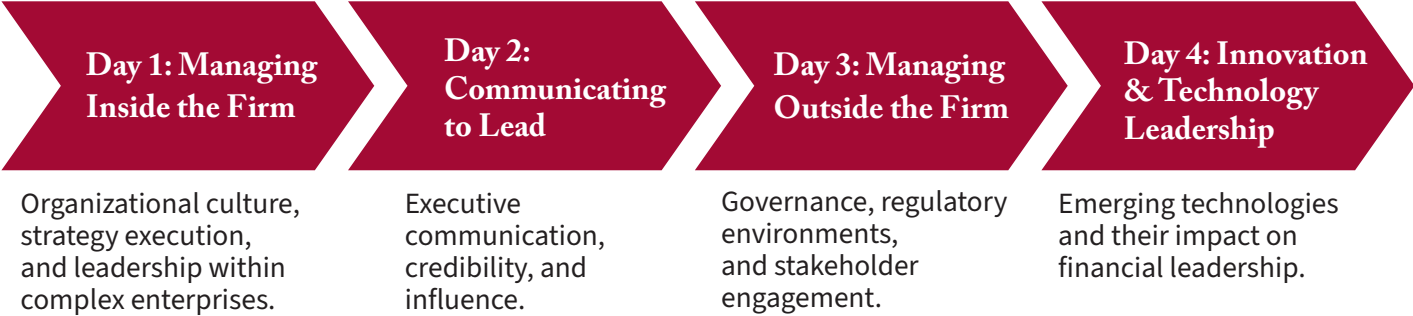 Day 1: Managing
Inside the Firm
Organizational culture,
strategy execution,
and leadership within
complex enterprises.
Day 2:
Communicating
to Lead
Executive
communication,
credibility, and
influence.
Day 3: Managing
Outside the Firm
Governance, regulatory
environments,
and stakeholder
engagement.
Day 4: Innovation
& Technology
Leadership
Emerging technologies
and their impact on
financial leadership.